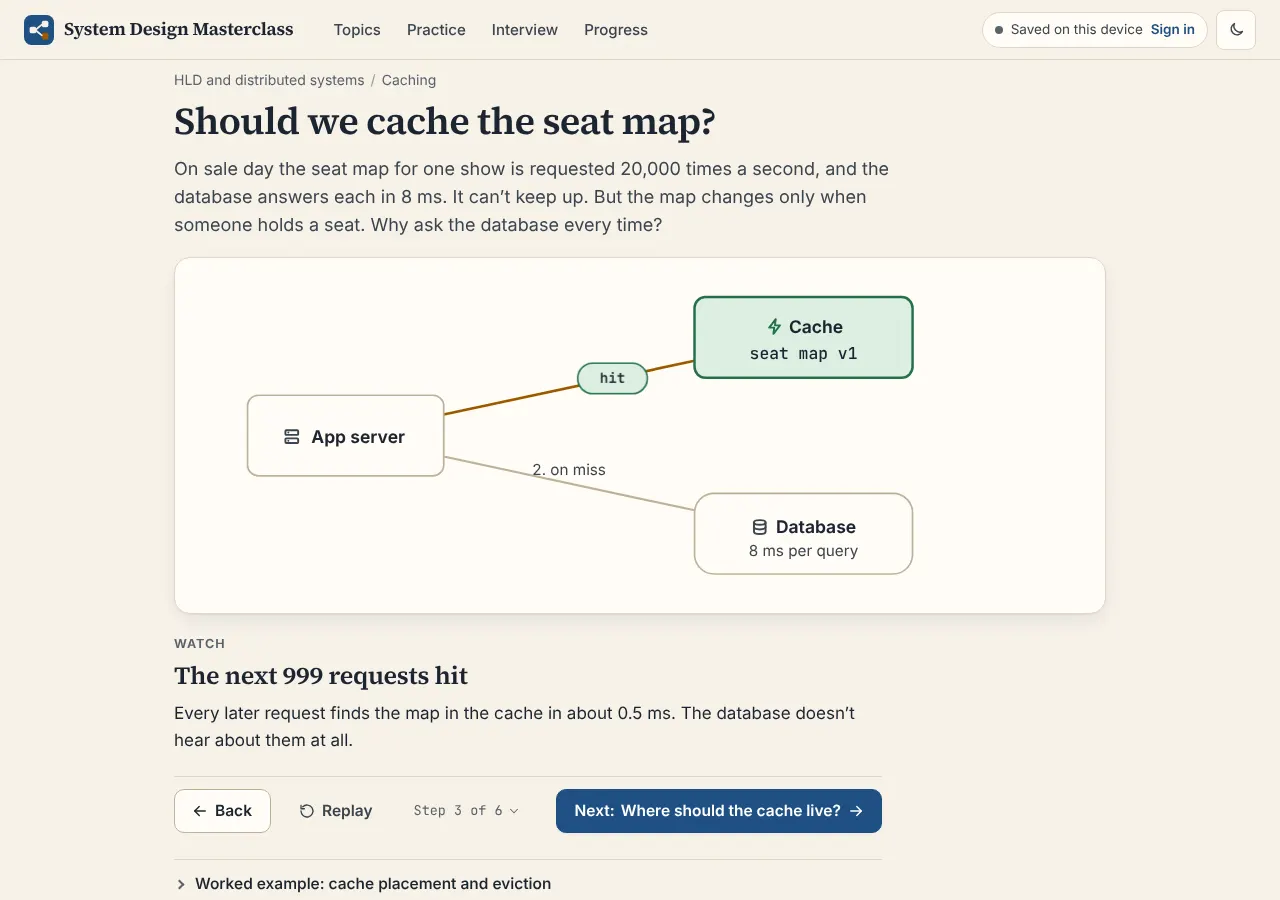 System Design Masterclass
Topics
Practice
Interview
Progress
Saved on this device
Sign in
HLD and distributed systems / Caching
Should we cache the seat map?
On sale day the seat map for one show is requested 20,000 times a second, and the
database answers each in 8 ms. It can’t keep up. But the map changes only when
someone holds a seat. Why ask the database every time?
Cache
seat map v1
hit
App server
2. on miss
Database
8 ms per query
WATCH
The next 999 requests hit
Every later request finds the map in the cache in about 0.5 ms. The database doesn’t
hear about them at all.
Back
Replay
Step 3 of 6
Next: Where should the cache live?
Worked example: cache placement and eviction